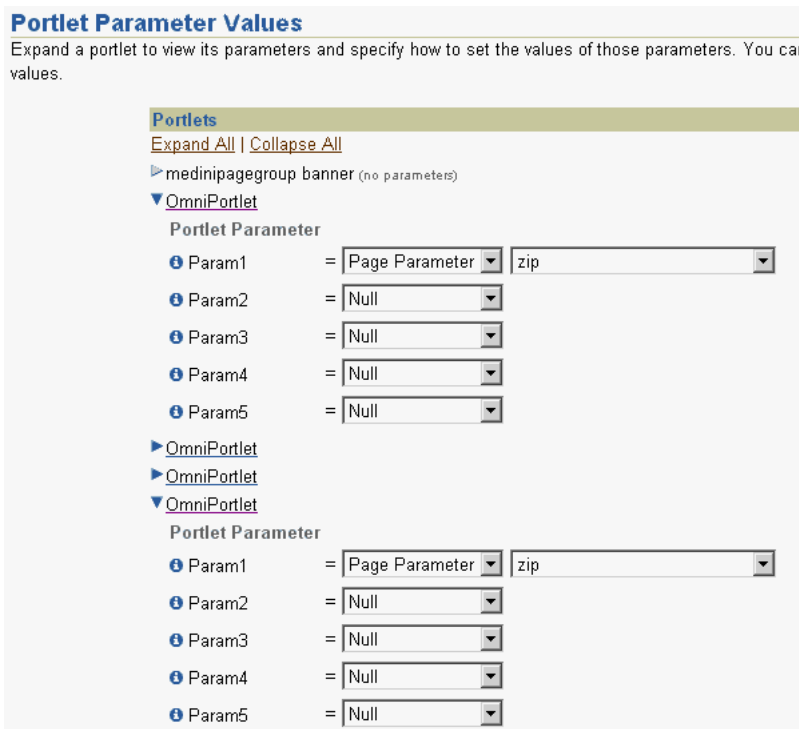 Portlet Parameter Values
Expand a portlet to view its parameters and specify how to set the values of those parameters. You can
values.
Portlets
Expand All | Collapse All
medinipagegroup banner (no parameters)
OmniPortlet
Portlet Parameter
Param1 = Page Parameter zip
Param2 = Null
Param3 = Null
Param4 = Null
Param5 = Null
OmniPortlet
OmniPortlet
OmniPortlet
Portlet Parameter
Param1 = Page Parameter zip
Param2 = Null
Param3 = Null
Param4 = Null
Param5 = Null